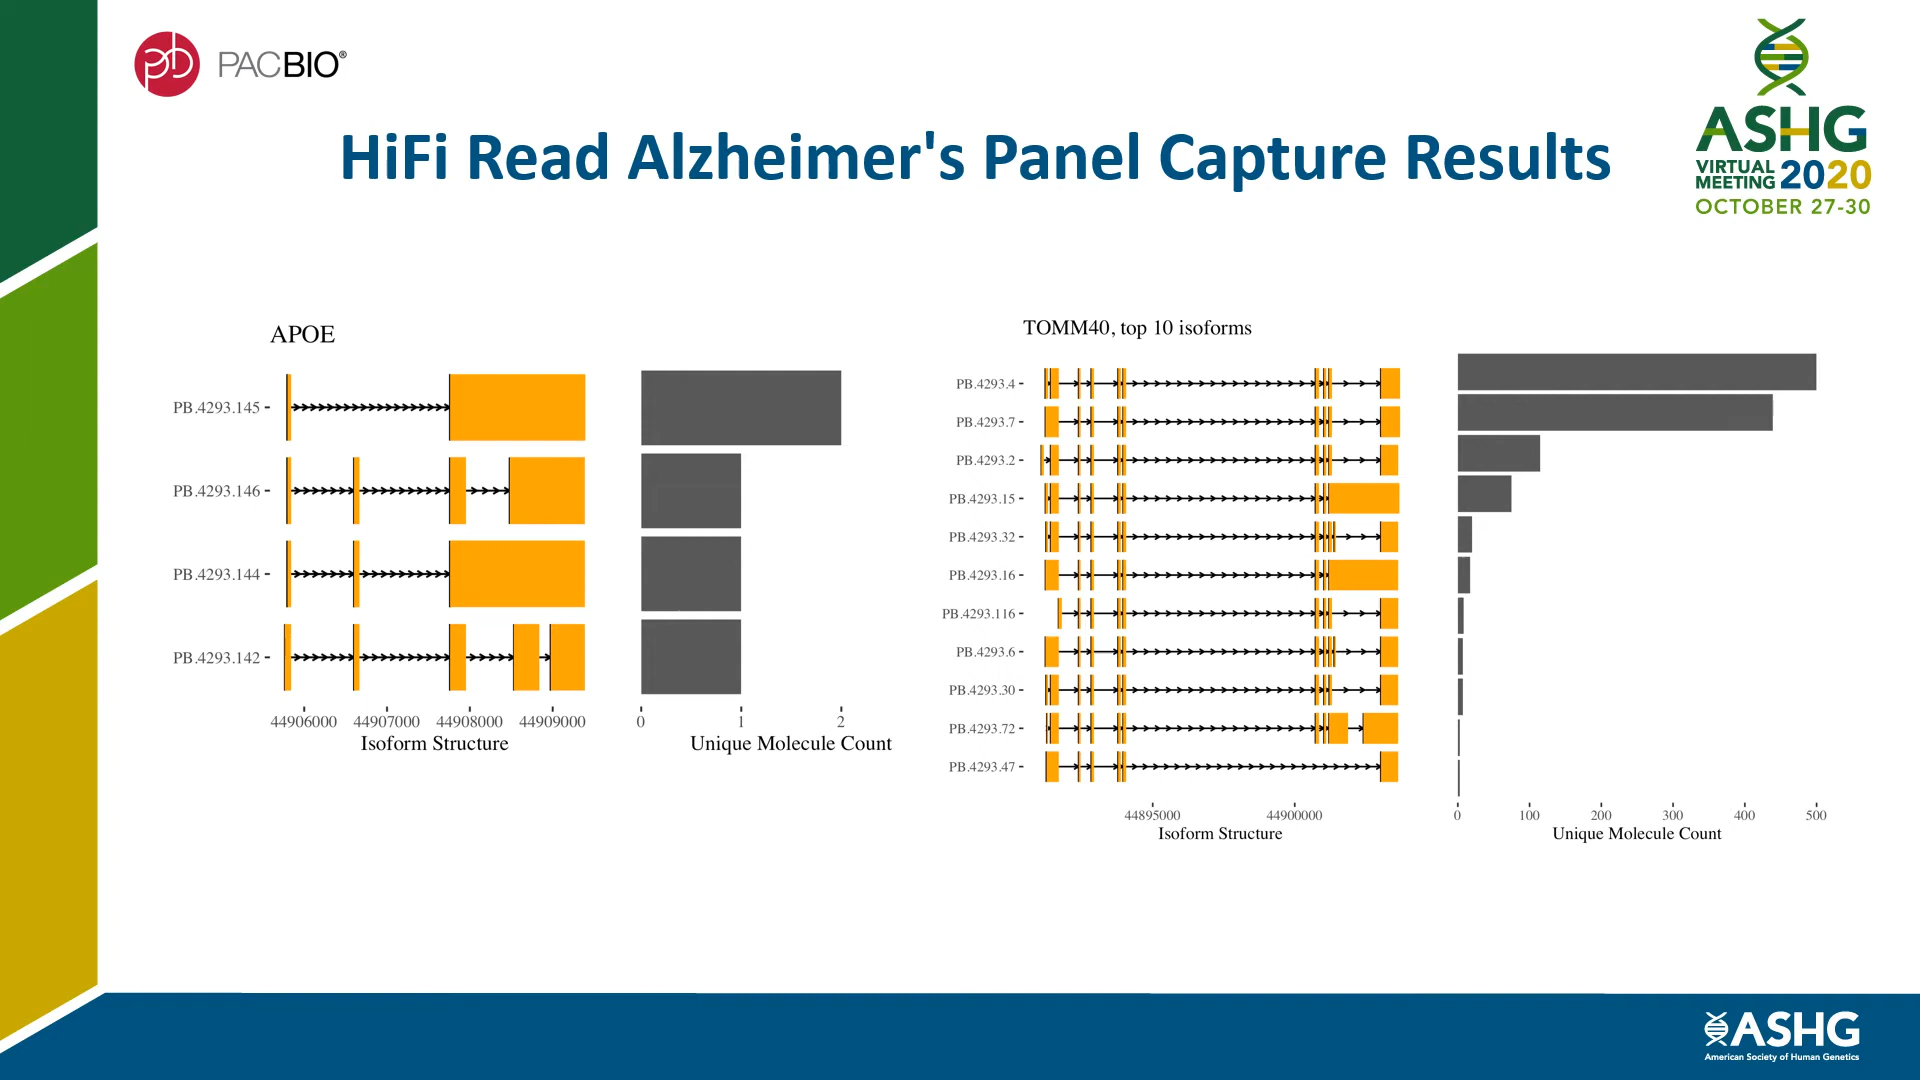 PACBIO®
ASHG
VIRTUAL
MEETING 2020
OCTOBER 27-30
HiFi Read Alzheimer's Panel Capture Results
APOE
PB.4293.145
PB.4293.146
PB.4293.144
PB.4293.142
44906000 44907000 44908000 44909000
Isoform Structure
0 1 2
Unique Molecule Count
TOMM40, top 10 isoforms
PB.4293.4
PB.4293.7
PB.4293.2
PB.4293.15
PB.4293.32
PB.4293.16
PB.4293.116
PB.4293.6
PB.4293.30
PB.4293.72
PB.4293.47
44895000 44900000
Isoform Structure
0 100 200 300 400 500
Unique Molecule Count
ASHG
American Society of Human Genetics